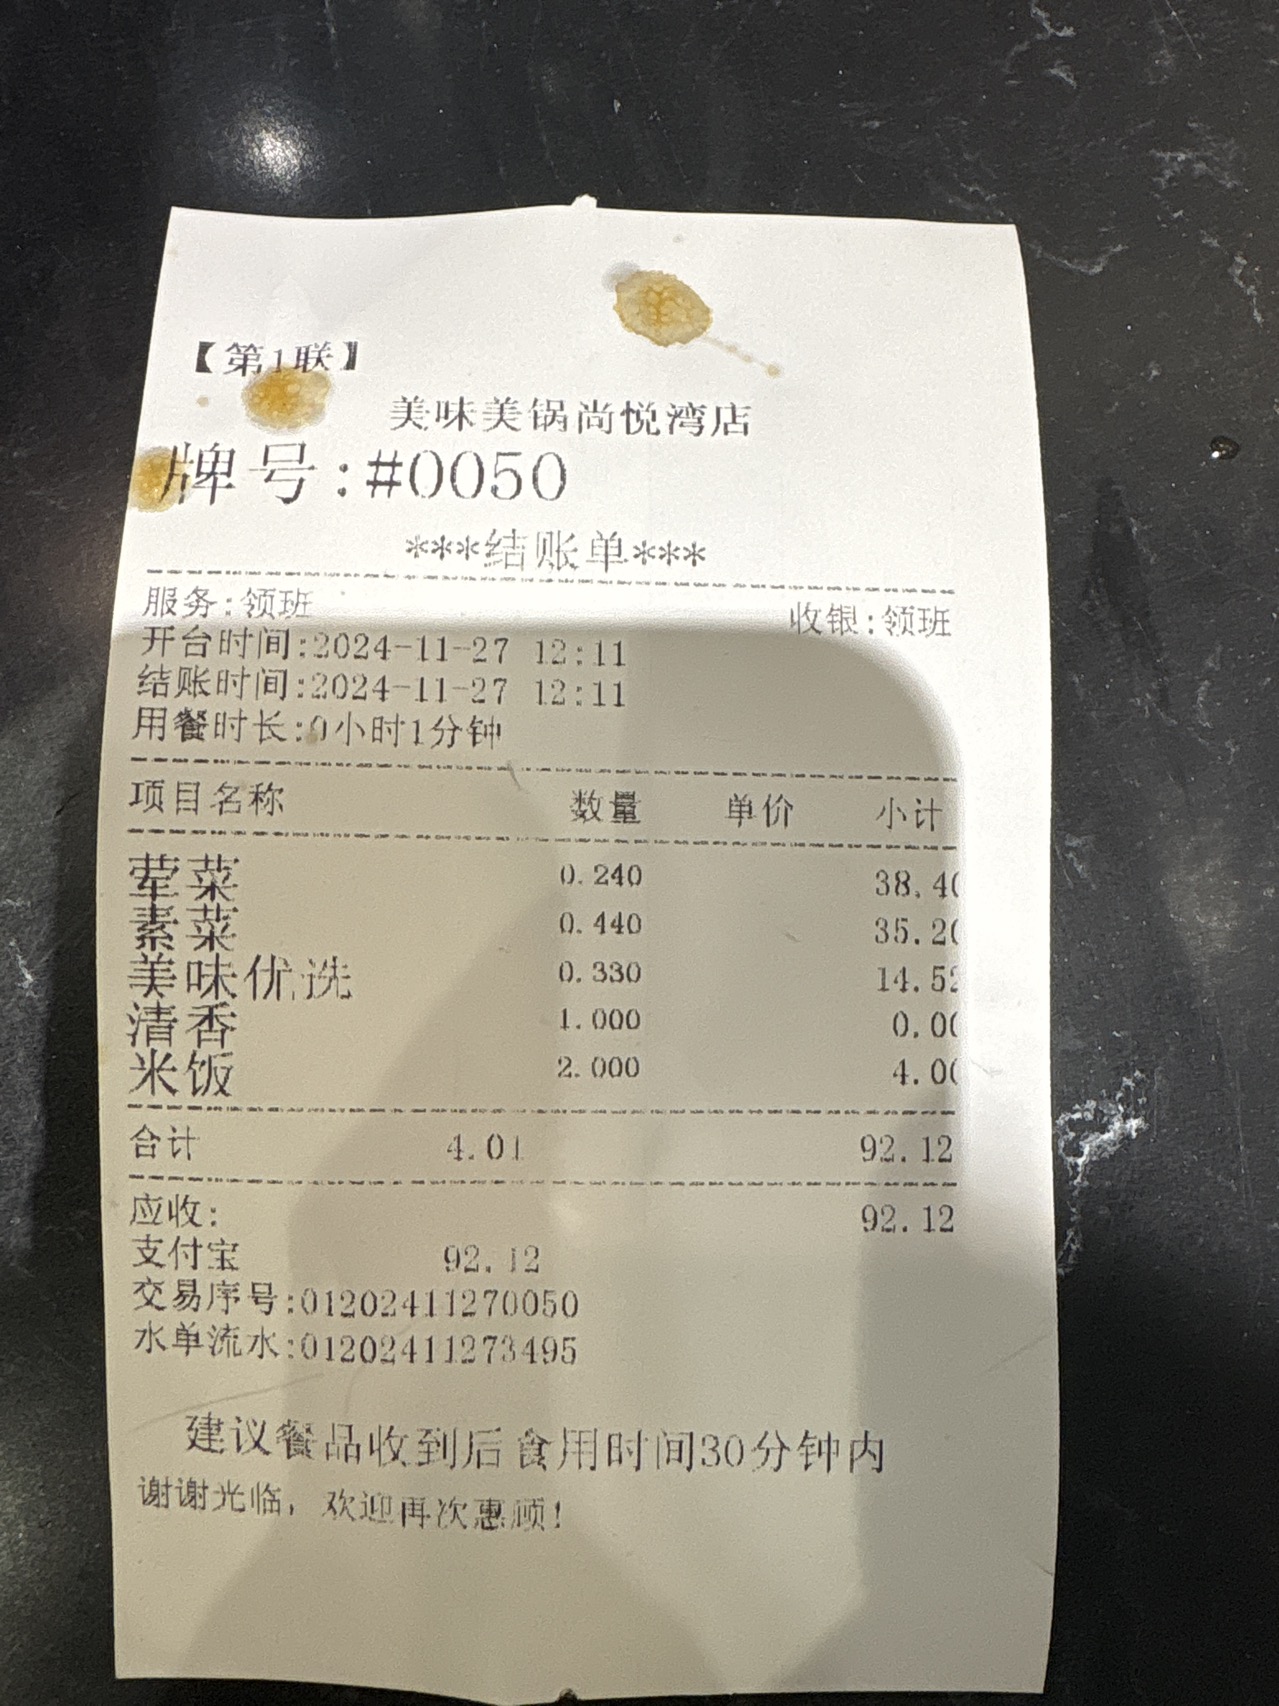 【第1联】
美味美锅尚悦湾店
牌号:#0050
***结账单***
服务:领班 收银:领班
开台时间:2024-11-27 12:11
结账时间:2024-11-27 12:11
用餐时长:0小时1分钟
项目名称 数量 单价 小计
荤菜 0.240 38.40
素菜 0.440 35.20
美味优选 0.330 14.52
清香 1.000 0.00
米饭 2.000 4.00
合计 4.01 92.12
应收: 92.12
支付宝 92.12
交易序号:01202411270050
水单流水:01202411273495
建议餐品收到后食用时间30分钟内
谢谢光临，欢迎再次惠顾!